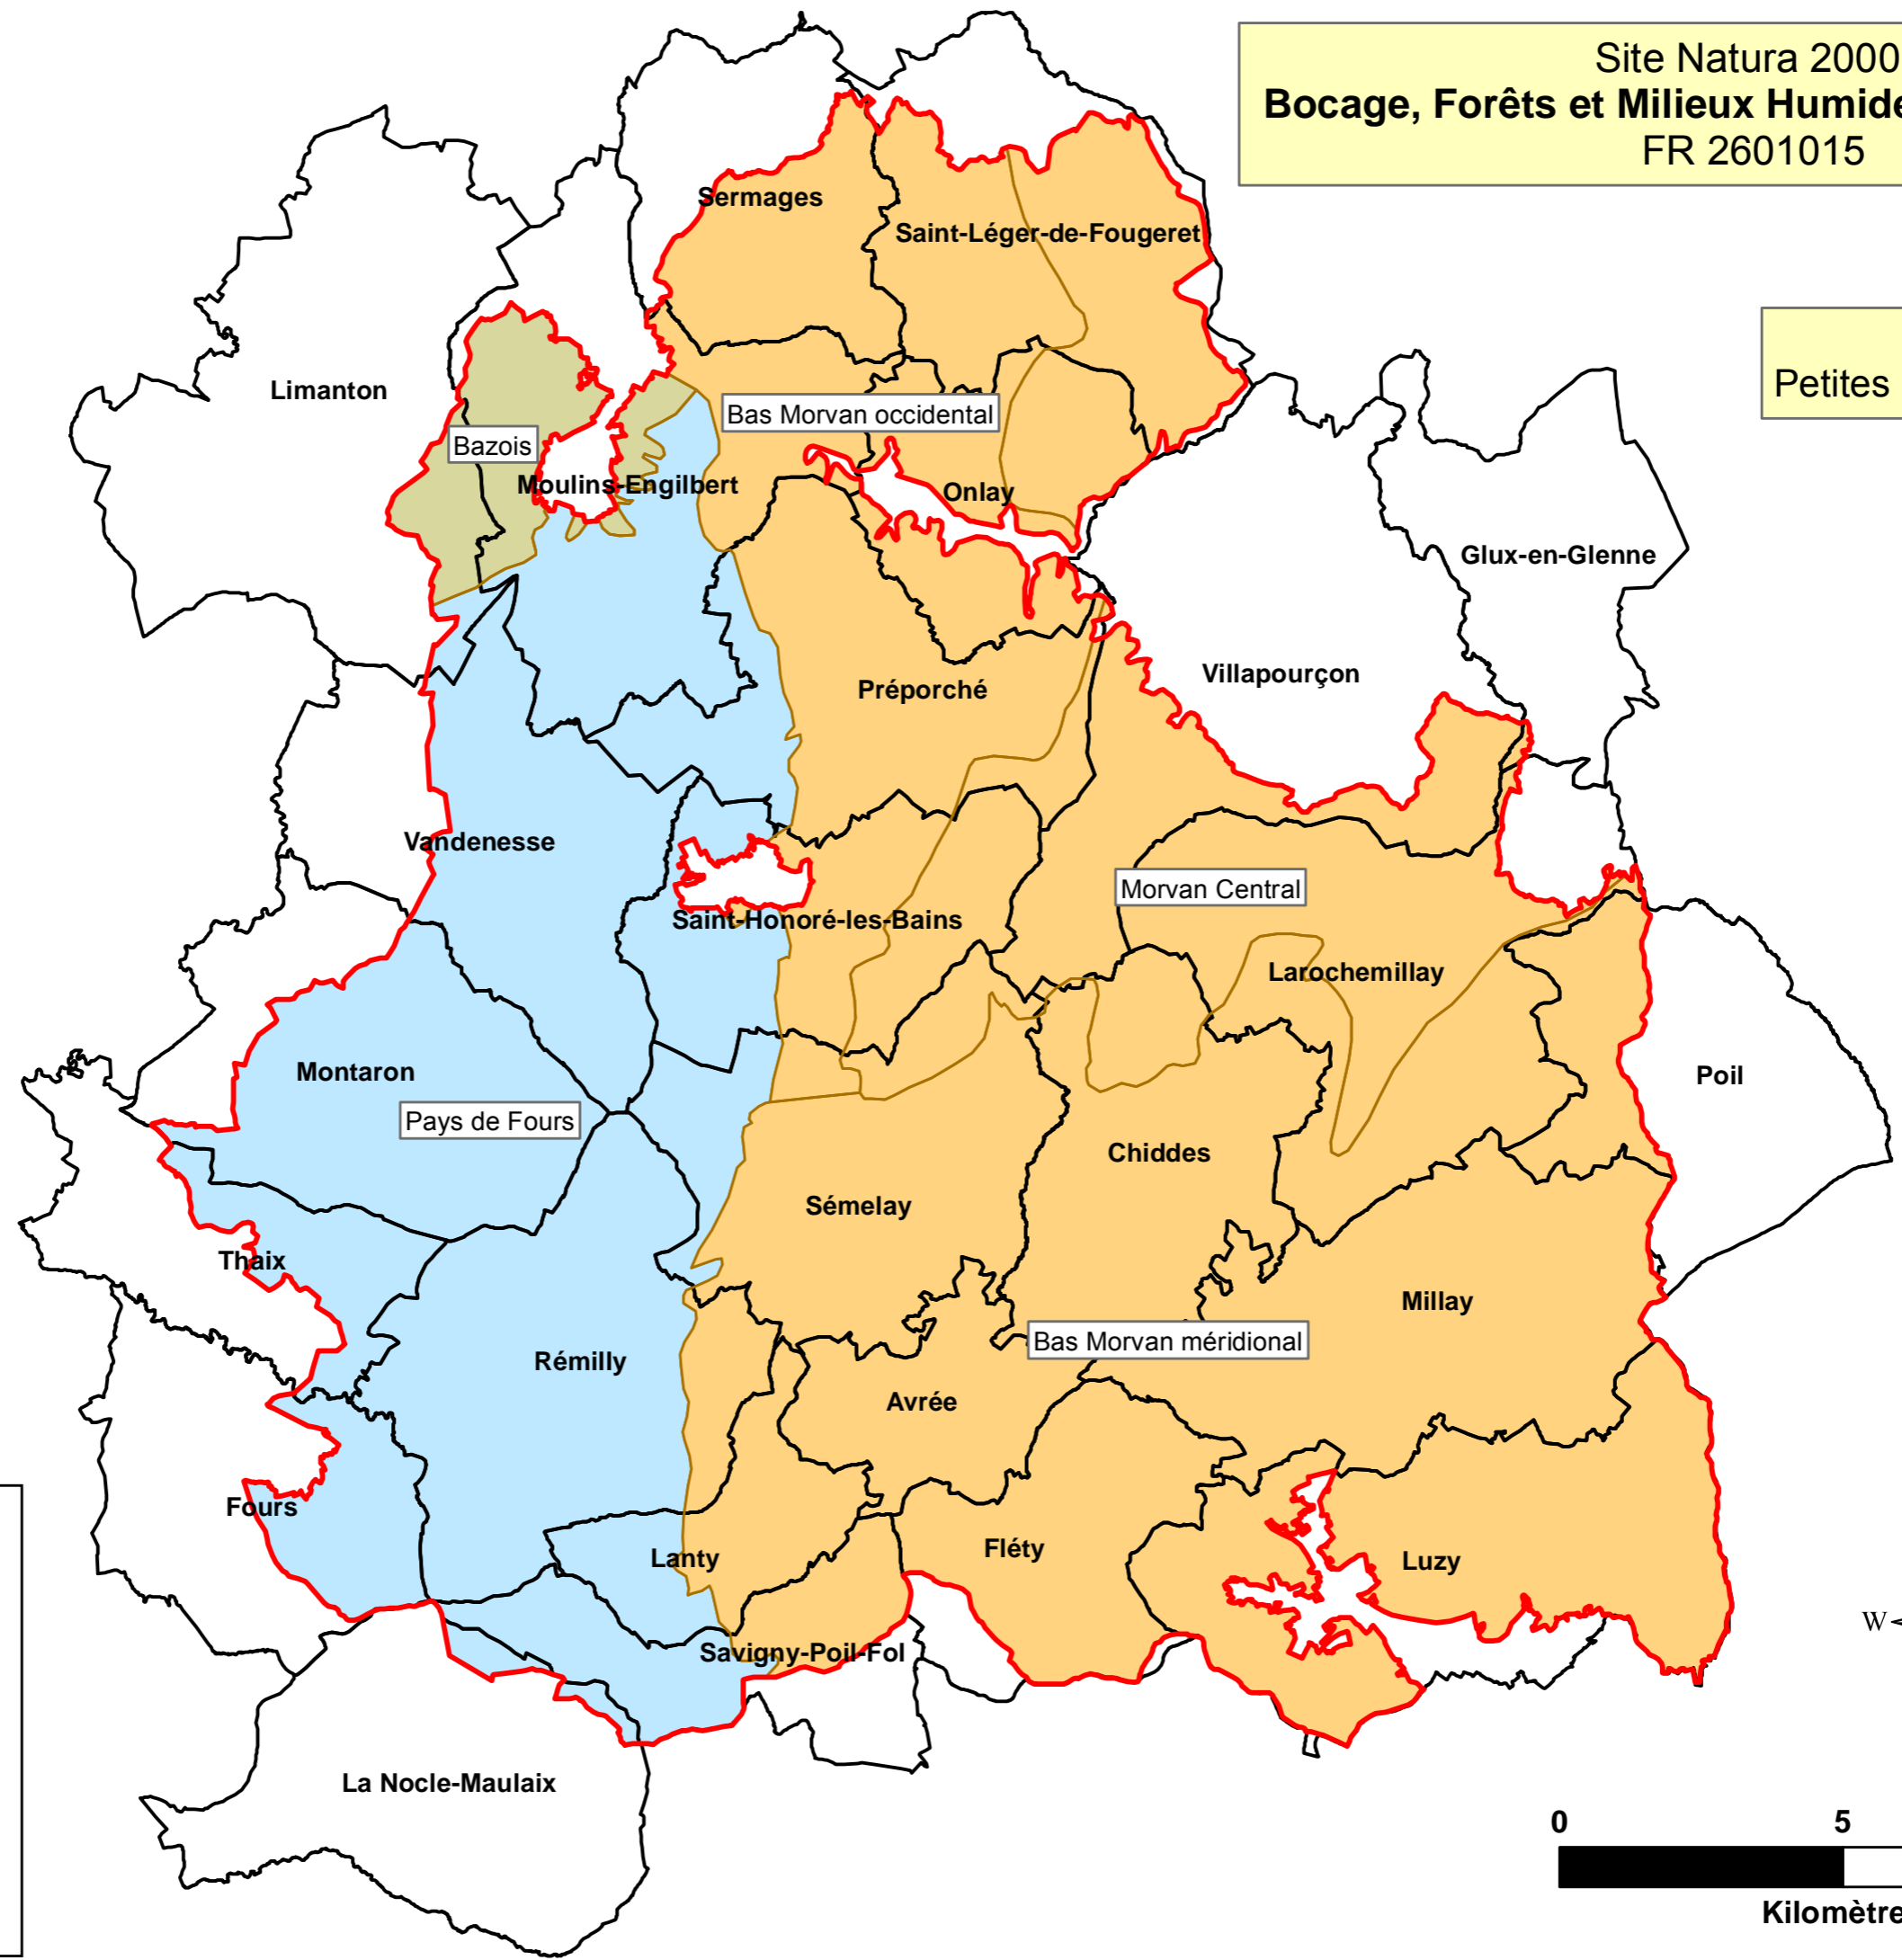 Site Natura 2000
Bocage, Forêts et Milieux Humide
FR 2601015
Petites
Sermages
Saint-Léger-de-Fougeret
Limanton
Bas Morvan occidental
Bazois
Moulins-Engilbert
Onlay
Glux-en-Glenne
Villapourçon
Préporché
Vandenesse
Morvan Central
Saint-Honoré-les-Bains
Larochemillay
Montaron
Poil
Pays de Fours
Chiddes
Sémelay
Thaix
Millay
Bas Morvan méridional
Rémilly
Avrée
Fours
Fléty
Lanty
Luzy
W
Savigny-Poil-Fol
La Nocle-Maulaix
0 5
Kilomètre